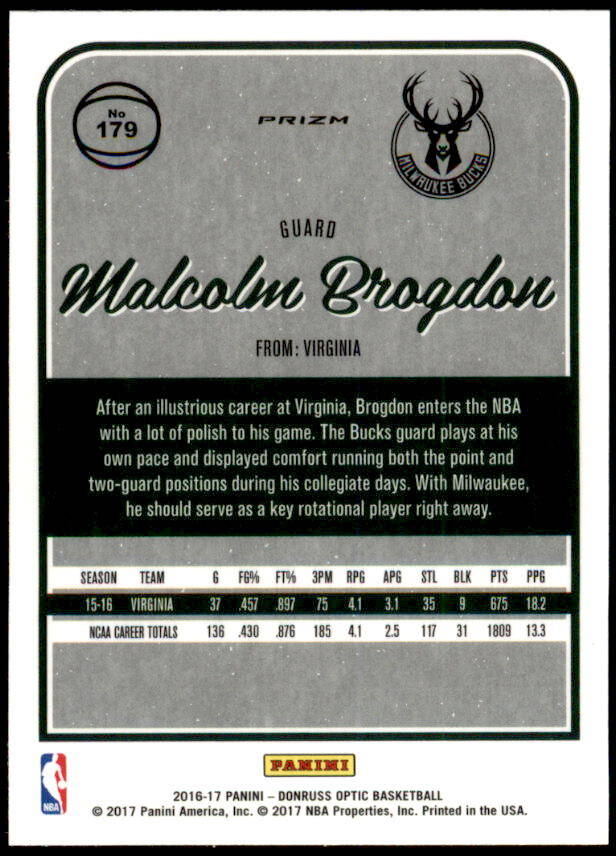 No
179
PRIZM
MILWAUKEE BUCKS
GUARD
Malcolm Brogdon
FROM: VIRGINIA
After an illustrious career at Virginia, Brogdon enters the NBA
with a lot of polish to his game. The Bucks guard plays at his
own pace and displayed comfort running both the point and
two-guard positions during his collegiate days. With Milwaukee,
he should serve as a key rotational player right away.
SEASON TEAM G FG% FT% 3PM RPG APG STL BLK PTS PPG
15-16 VIRGINIA 37 .457 .897 75 4.1 3.1 35 9 675 18.2
NCAA CAREER TOTALS 136 .430 .876 185 4.1 2.5 117 31 1809 13.3
PANINI
NBA
2016-17 PANINI – DONRUSS OPTIC BASKETBALL
© 2017 Panini America, Inc. © 2017 NBA Properties, Inc. Printed in the USA.